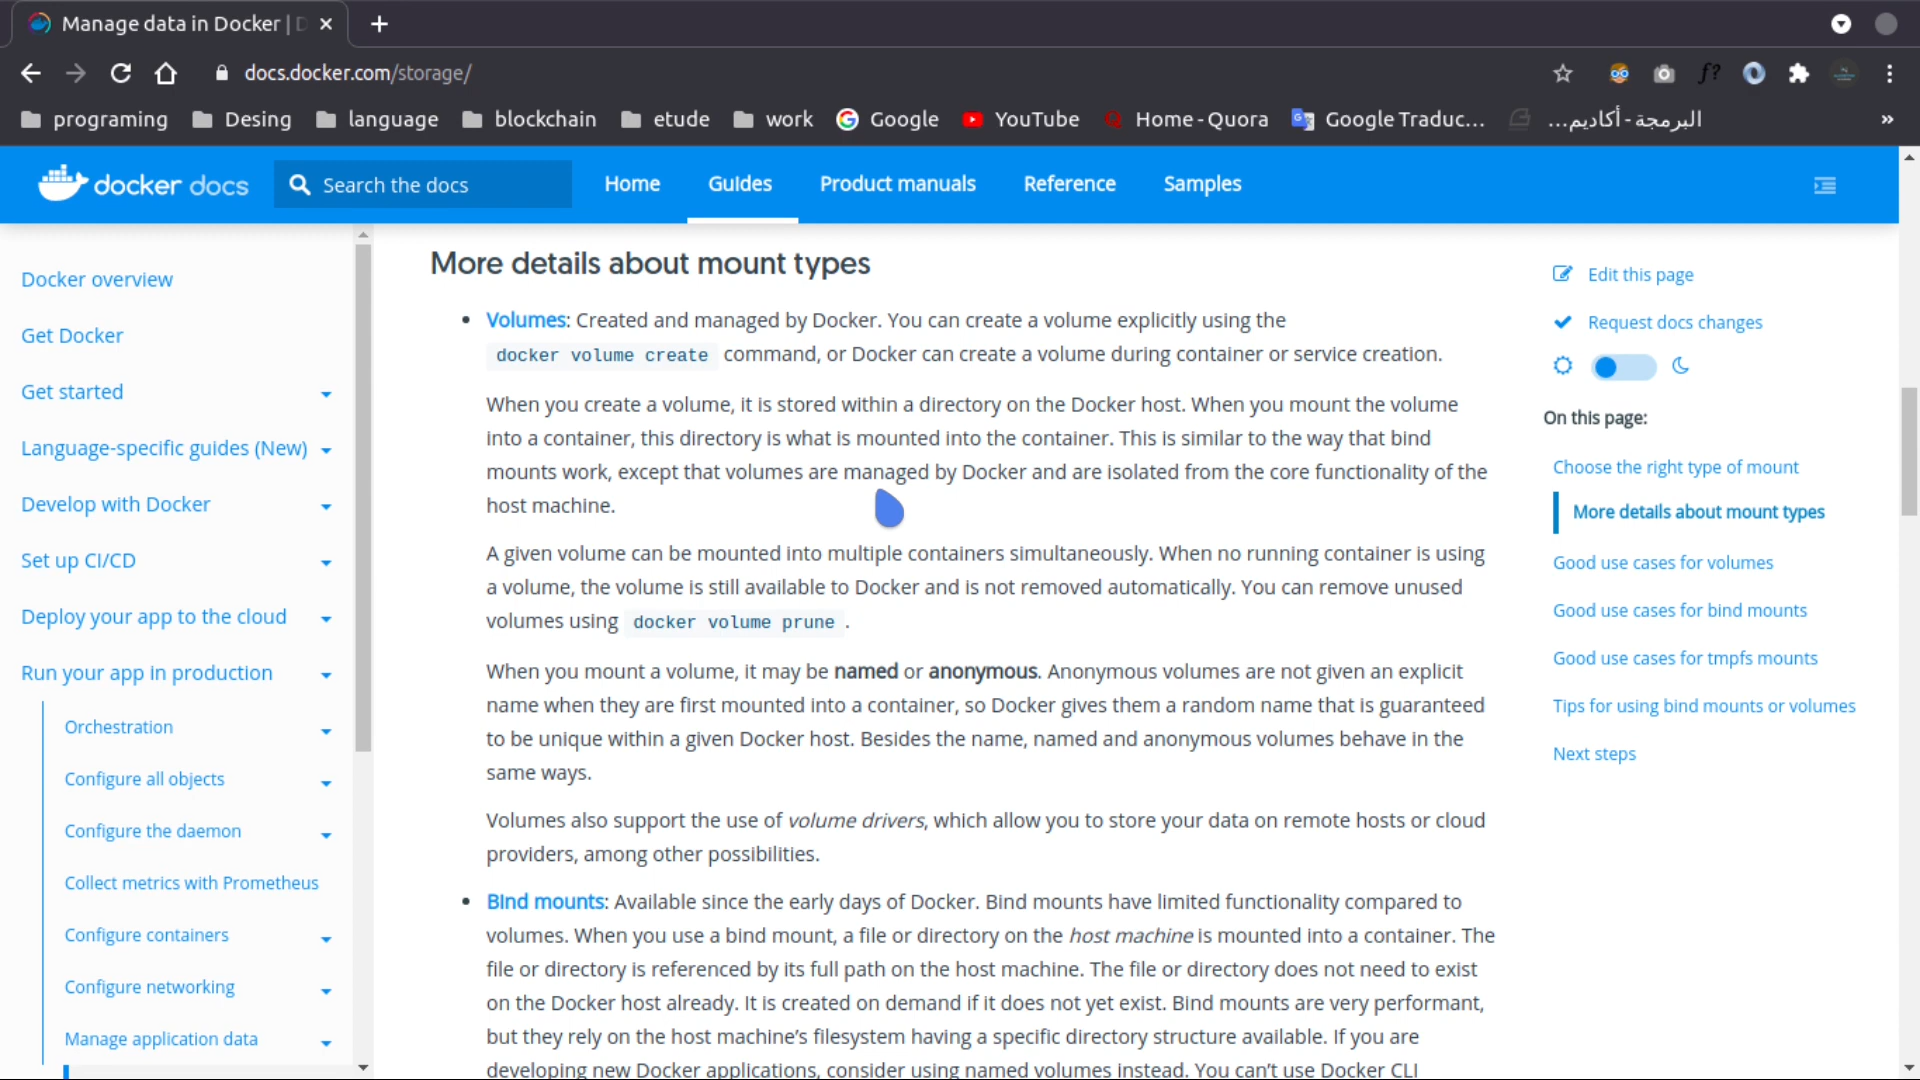 Manage data in Docker | D
docs.docker.com/storage/
programing
Desing
language
blockchain
etude
work
Google
YouTube
Home - Quora
Google Traduc...
البرمجة - أكاديم...
docker docs
Search the docs
Home
Guides
Product manuals
Reference
Samples
Docker overview
Get Docker
Get started
Language-specific guides (New)
Develop with Docker
Set up CI/CD
Deploy your app to the cloud
Run your app in production
Orchestration
Configure all objects
Configure the daemon
Collect metrics with Prometheus
Configure containers
Configure networking
Manage application data
More details about mount types
Volumes: Created and managed by Docker. You can create a volume explicitly using the
docker volume create command, or Docker can create a volume during container or service creation.
When you create a volume, it is stored within a directory on the Docker host. When you mount the volume
into a container, this directory is what is mounted into the container. This is similar to the way that bind
mounts work, except that volumes are managed by Docker and are isolated from the core functionality of the
host machine.
A given volume can be mounted into multiple containers simultaneously. When no running container is using
a volume, the volume is still available to Docker and is not removed automatically. You can remove unused
volumes using docker volume prune .
When you mount a volume, it may be named or anonymous. Anonymous volumes are not given an explicit
name when they are first mounted into a container, so Docker gives them a random name that is guaranteed
to be unique within a given Docker host. Besides the name, named and anonymous volumes behave in the
same ways.
Volumes also support the use of volume drivers, which allow you to store your data on remote hosts or cloud
providers, among other possibilities.
Bind mounts: Available since the early days of Docker. Bind mounts have limited functionality compared to
volumes. When you use a bind mount, a file or directory on the host machine is mounted into a container. The
file or directory is referenced by its full path on the host machine. The file or directory does not need to exist
on the Docker host already. It is created on demand if it does not yet exist. Bind mounts are very performant,
but they rely on the host machine's filesystem having a specific directory structure available. If you are
developing new Docker applications, consider using named volumes instead. You can't use Docker CLI
Edit this page
Request docs changes
On this page:
Choose the right type of mount
More details about mount types
Good use cases for volumes
Good use cases for bind mounts
Good use cases for tmpfs mounts
Tips for using bind mounts or volumes
Next steps